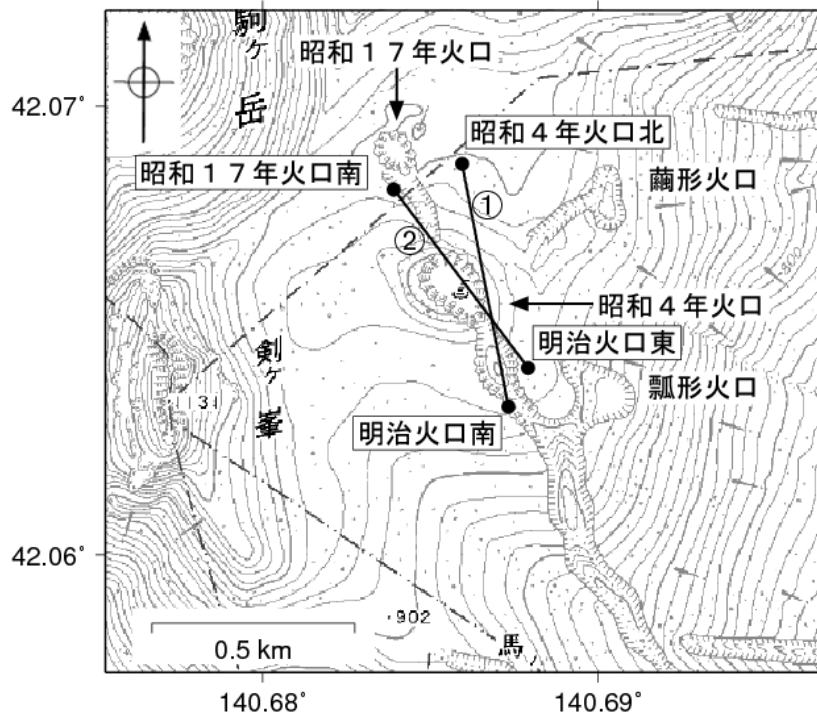 駒ヶ岳
昭和17年火口
42.07°
昭和4年火口北
昭和17年火口南
繭形火口
①
②
昭和4年火口
明治火口東
剣ヶ峯
瓢形火口
1131
明治火口南
42.06°
902
0.5 km
馬ノ
140.68°
140.69°